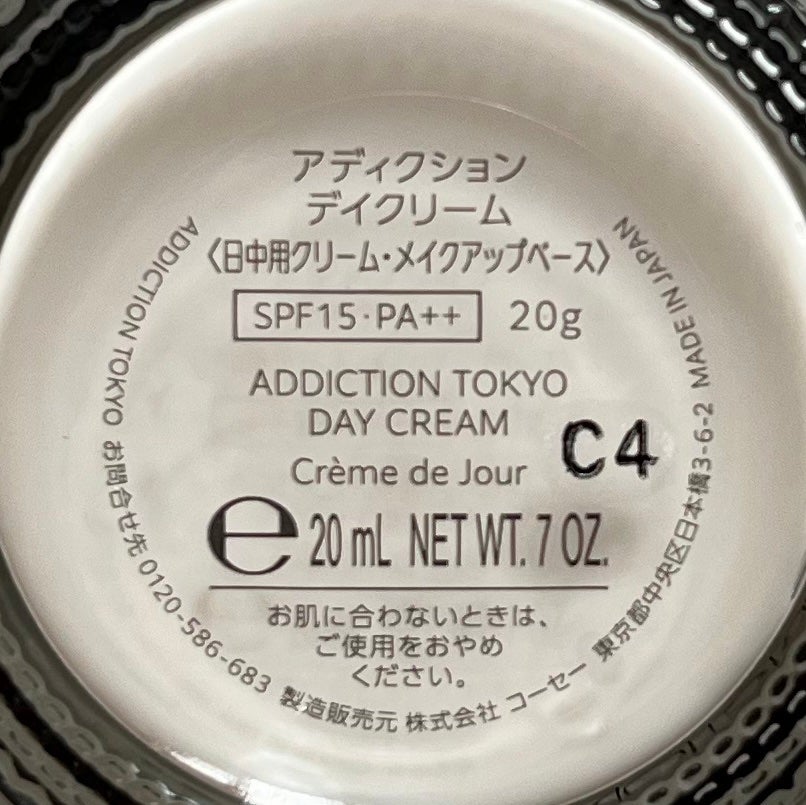 アディクション
デイクリーム
〈日中用クリーム・メイクアップベース〉
SPF15・PA++ 20g
ADDICTION TOKYO
DAY CREAM
Crème de Jour
C4
℮ 20 mL NET WT. 7 OZ.
お肌に合わないときは、
ご使用をおやめ
ください。
ADDICTION TOKYO お問合せ先 0120-586-683 製造販売元 株式会社 コーセー 東京都中央区日本橋3-6-2 MADE IN JAPAN